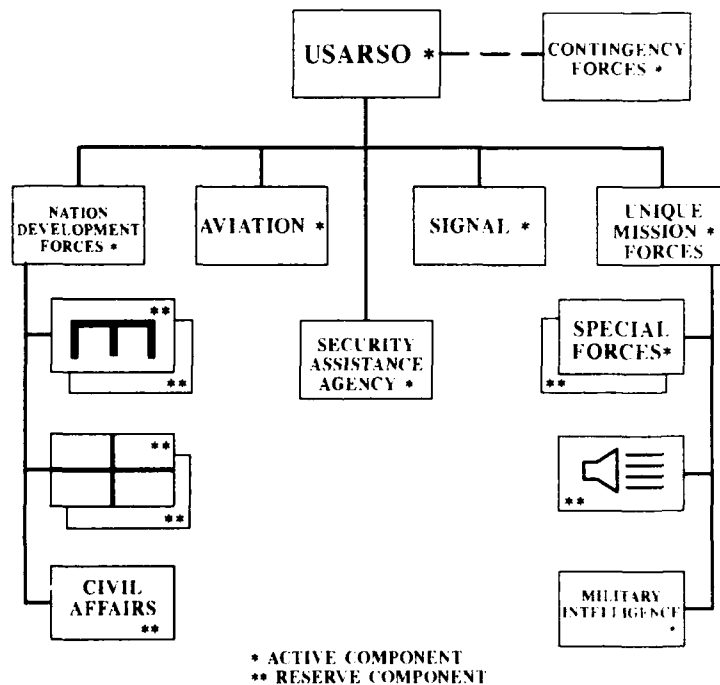 USARSO *
CONTINGENCY
FORCES *
NATION
DEVELOPMENT
FORCES *
AVIATION *
SIGNAL *
UNIQUE
MISSION *
FORCES
**
**
SECURITY
ASSISTANCE
AGENCY *
SPECIAL
FORCES*
**
**
**
**
CIVIL
AFFAIRS
**
MILITARY
INTELLIGENCE
*
* ACTIVE COMPONENT
** RESERVE COMPONENT